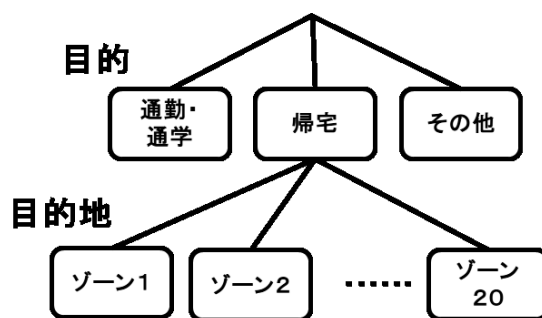 目的
通勤・
通学
帰宅
その他
目的地
ゾーン1
ゾーン2
……
ゾーン
20